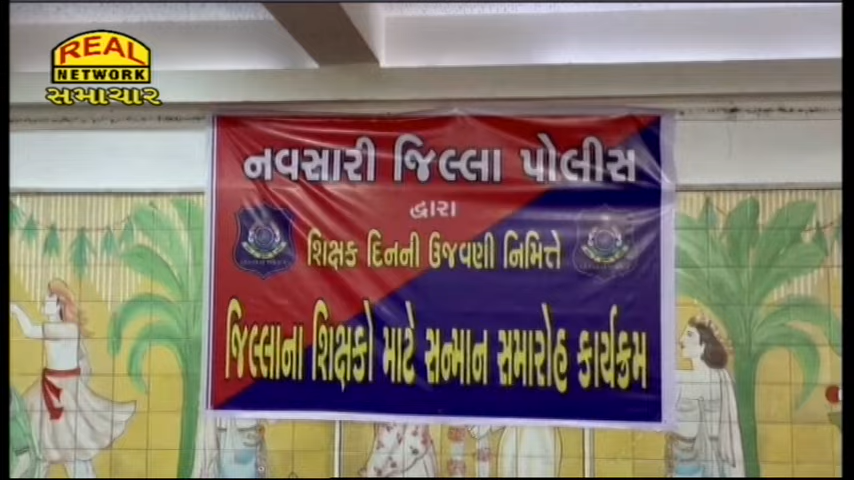 REAL
NETWORK
સમાચાર
નવસારી જિલ્લા પોલીસ
દ્વારા
શિક્ષક દિનની ઉજવણી નિમિત્તે
જિલ્લાના શિક્ષકો માટે સન્માન સમારોહ કાર્યક્રમ